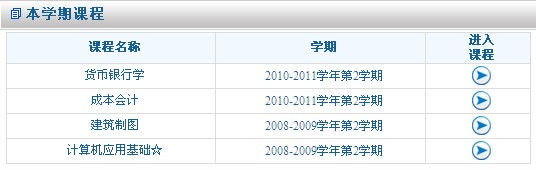 本学期课程
课程名称 学期 进入
课程
货币银行学 2010-2011学年第2学期
成本会计 2010-2011学年第2学期
建筑制图 2008-2009学年第2学期
计算机应用基础☆ 2008-2009学年第2学期